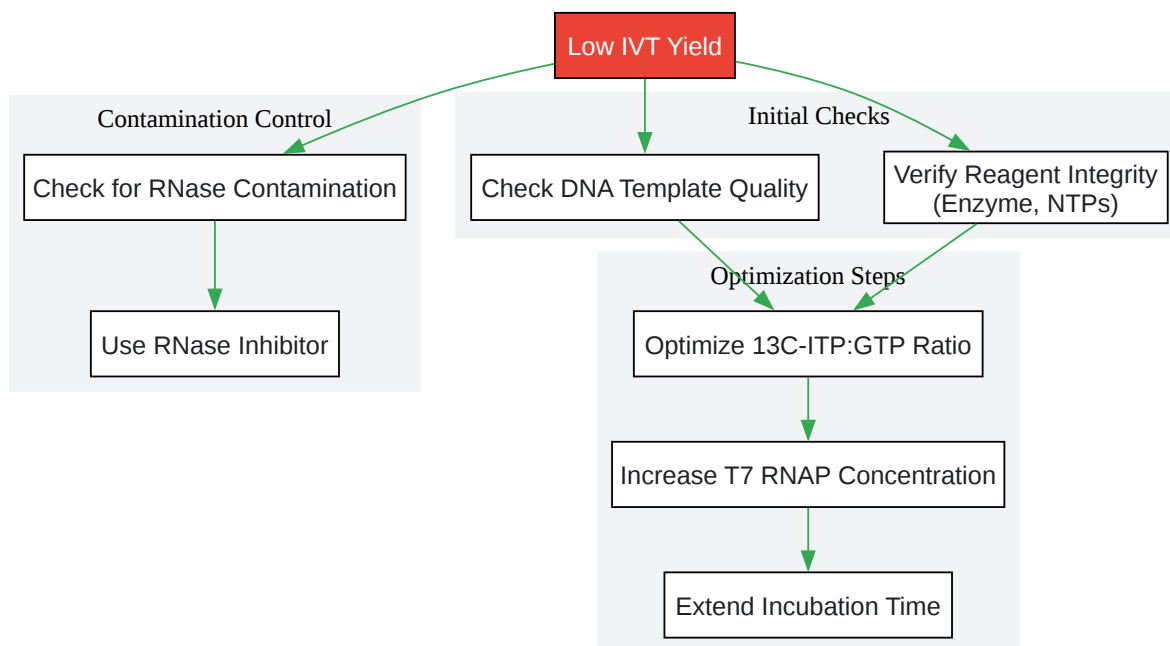 Low IVT Yield
Contamination Control
Initial Checks
Check for RNase Contamination
Check DNA Template Quality
Verify Reagent Integrity
(Enzyme, NTPs)
Optimization Steps
Use RNase Inhibitor
Optimize 13C-ITP:GTP Ratio
Increase T7 RNAP Concentration
Extend Incubation Time